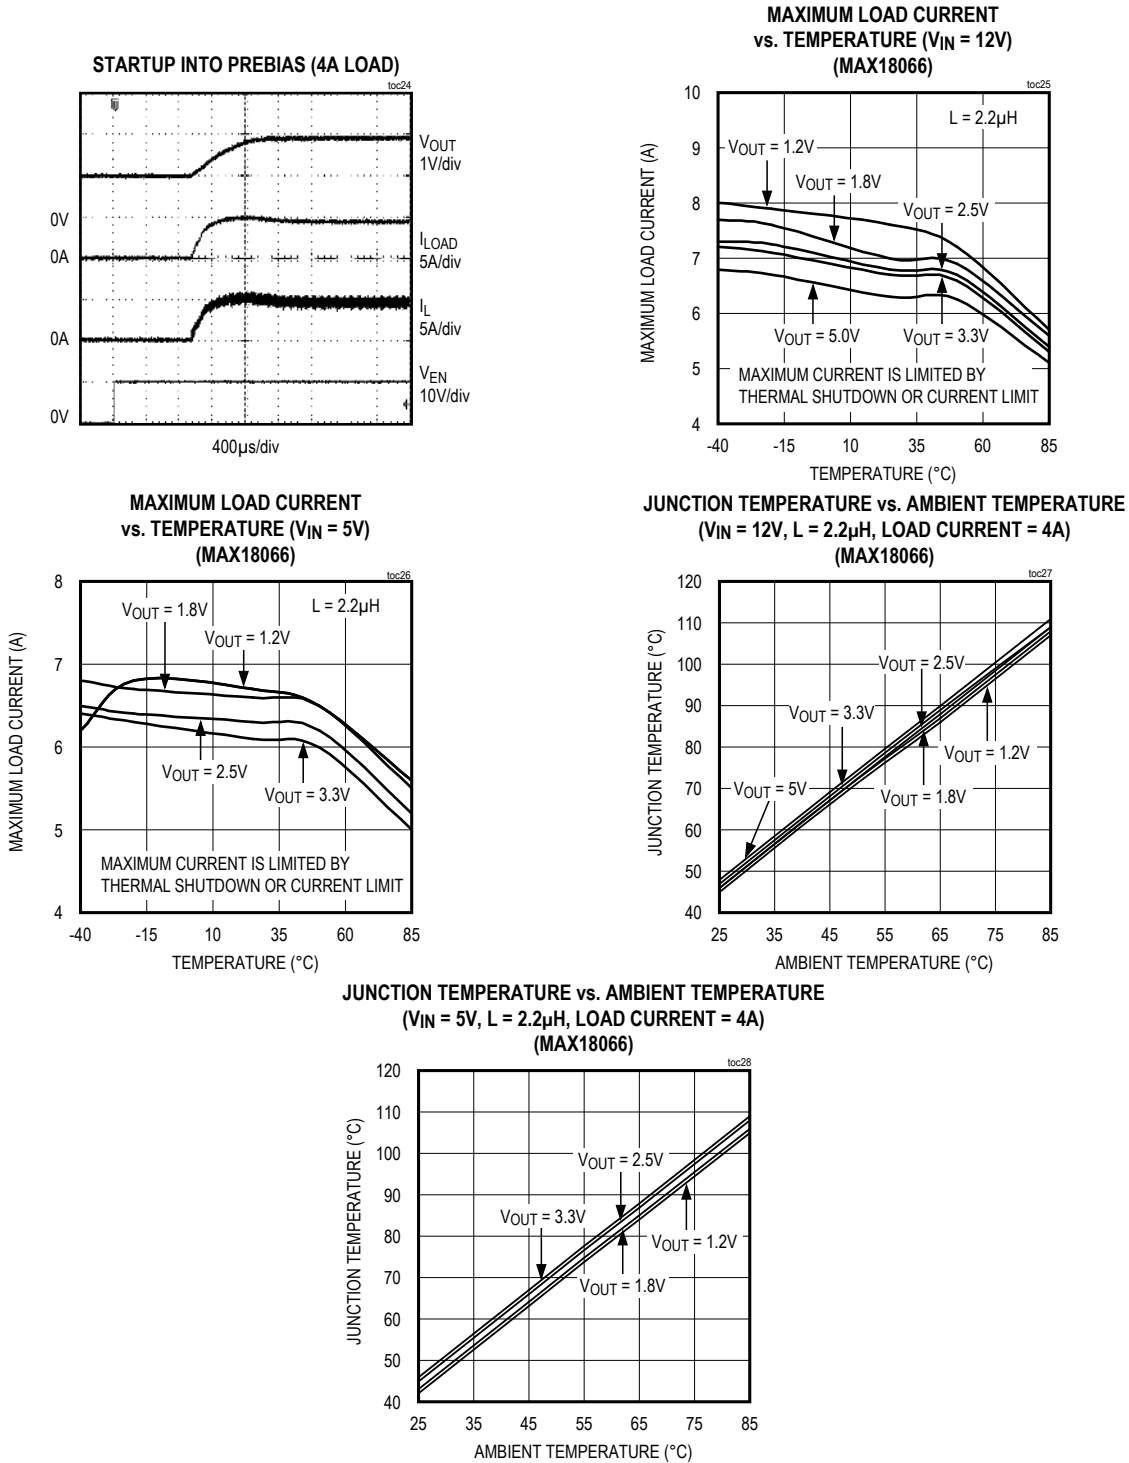 STARTUP INTO PREBIAS (4A LOAD)
toc24
VOUT
1V/div
0V
0A
ILOAD
5A/div
IL
5A/div
0A
VEN
10V/div
0V
400µs/div
MAXIMUM LOAD CURRENT
vs. TEMPERATURE (VIN = 12V)
(MAX18066)
toc25
MAXIMUM LOAD CURRENT (A)
10
9
8
7
6
5
4
L = 2.2µH
VOUT = 1.2V
VOUT = 1.8V
VOUT = 2.5V
VOUT = 5.0V
VOUT = 3.3V
MAXIMUM CURRENT IS LIMITED BY
THERMAL SHUTDOWN OR CURRENT LIMIT
-40 -15 10 35 60 85
TEMPERATURE (°C)
MAXIMUM LOAD CURRENT
vs. TEMPERATURE (VIN = 5V)
(MAX18066)
toc26
MAXIMUM LOAD CURRENT (A)
8
7
6
5
4
L = 2.2µH
VOUT = 1.8V
VOUT = 1.2V
VOUT = 2.5V
VOUT = 3.3V
MAXIMUM CURRENT IS LIMITED BY
THERMAL SHUTDOWN OR CURRENT LIMIT
-40 -15 10 35 60 85
TEMPERATURE (°C)
JUNCTION TEMPERATURE vs. AMBIENT TEMPERATURE
(VIN = 12V, L = 2.2µH, LOAD CURRENT = 4A)
(MAX18066)
toc27
JUNCTION TEMPERATURE (°C)
120
110
100
90
80
70
60
50
40
VOUT = 2.5V
VOUT = 3.3V
VOUT = 1.2V
VOUT = 5V
VOUT = 1.8V
25 35 45 55 65 75 85
AMBIENT TEMPERATURE (°C)
JUNCTION TEMPERATURE vs. AMBIENT TEMPERATURE
(VIN = 5V, L = 2.2µH, LOAD CURRENT = 4A)
(MAX18066)
toc28
JUNCTION TEMPERATURE (°C)
120
110
100
90
80
70
60
50
40
VOUT = 2.5V
VOUT = 3.3V
VOUT = 1.2V
VOUT = 1.8V
25 35 45 55 65 75 85
AMBIENT TEMPERATURE (°C)